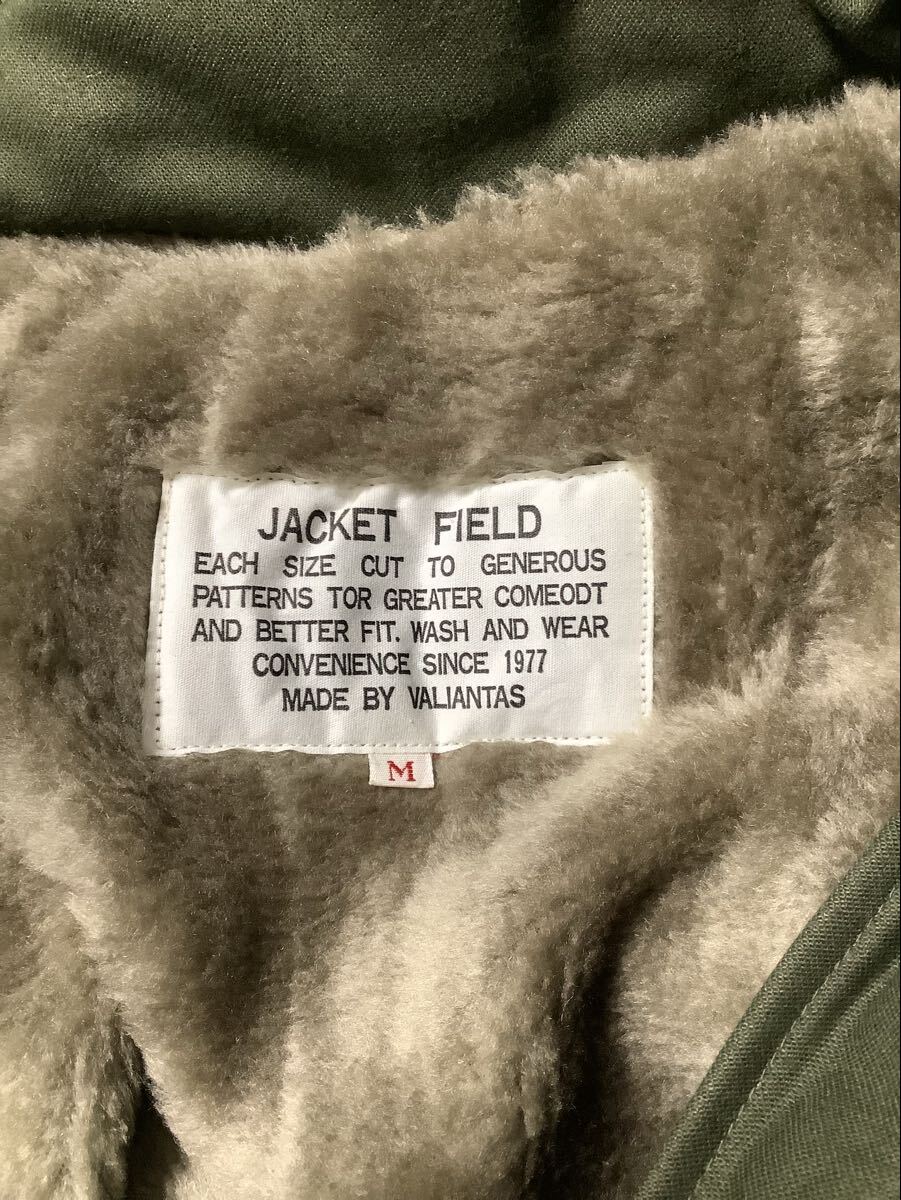 JACKET FIELD
EACH SIZE CUT TO GENEROUS
PATTERNS TOR GREATER COMEODT
AND BETTER FIT. WASH AND WEAR
CONVENIENCE SINCE 1977
MADE BY VALIANTAS
M